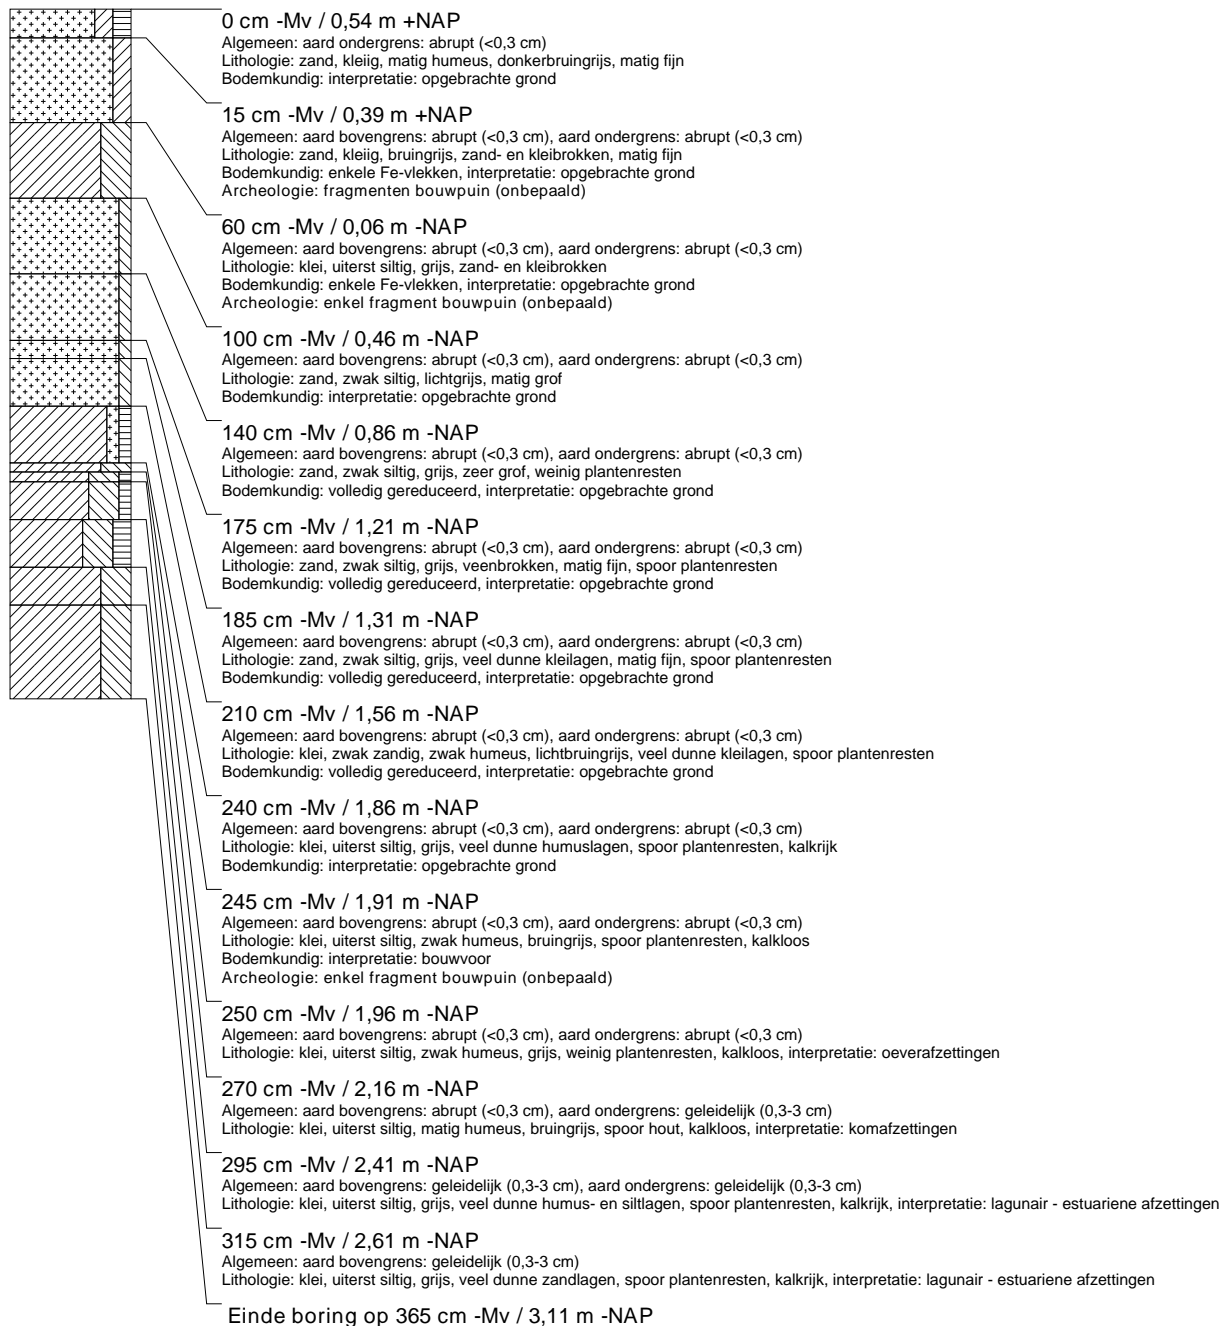 0 cm -Mv / 0,54 m +NAP
Algemeen: aard ondergrens: abrupt (<0,3 cm)
Lithologie: zand, kleiig, matig humeus, donkerbruingrijs, matig fijn
Bodemkundig: interpretatie: opgebrachte grond
15 cm -Mv / 0,39 m +NAP
Algemeen: aard bovengrens: abrupt (<0,3 cm), aard ondergrens: abrupt (<0,3 cm)
Lithologie: zand, kleiig, bruingrijs, zand- en kleibrokken, matig fijn
Bodemkundig: enkele Fe-vlekken, interpretatie: opgebrachte grond
Archeologie: fragmenten bouwpuin (onbepaald)
60 cm -Mv / 0,06 m -NAP
Algemeen: aard bovengrens: abrupt (<0,3 cm), aard ondergrens: abrupt (<0,3 cm)
Lithologie: klei, uiterst siltig, grijs, zand- en kleibrokken
Bodemkundig: enkele Fe-vlekken, interpretatie: opgebrachte grond
Archeologie: enkel fragment bouwpuin (onbepaald)
100 cm -Mv / 0,46 m -NAP
Algemeen: aard bovengrens: abrupt (<0,3 cm), aard ondergrens: abrupt (<0,3 cm)
Lithologie: zand, zwak siltig, lichtgrijs, matig grof
Bodemkundig: interpretatie: opgebrachte grond
140 cm -Mv / 0,86 m -NAP
Algemeen: aard bovengrens: abrupt (<0,3 cm), aard ondergrens: abrupt (<0,3 cm)
Lithologie: zand, zwak siltig, grijs, zeer grof, weinig plantenresten
Bodemkundig: volledig gereduceerd, interpretatie: opgebrachte grond
175 cm -Mv / 1,21 m -NAP
Algemeen: aard bovengrens: abrupt (<0,3 cm), aard ondergrens: abrupt (<0,3 cm)
Lithologie: zand, zwak siltig, grijs, veenbrokken, matig fijn, spoor plantenresten
Bodemkundig: volledig gereduceerd, interpretatie: opgebrachte grond
185 cm -Mv / 1,31 m -NAP
Algemeen: aard bovengrens: abrupt (<0,3 cm), aard ondergrens: abrupt (<0,3 cm)
Lithologie: zand, zwak siltig, grijs, veel dunne kleilagen, matig fijn, spoor plantenresten
Bodemkundig: volledig gereduceerd, interpretatie: opgebrachte grond
210 cm -Mv / 1,56 m -NAP
Algemeen: aard bovengrens: abrupt (<0,3 cm), aard ondergrens: abrupt (<0,3 cm)
Lithologie: klei, zwak zandig, zwak humeus, lichtbruingrijs, veel dunne kleilagen, spoor plantenresten
Bodemkundig: volledig gereduceerd, interpretatie: opgebrachte grond
240 cm -Mv / 1,86 m -NAP
Algemeen: aard bovengrens: abrupt (<0,3 cm), aard ondergrens: abrupt (<0,3 cm)
Lithologie: klei, uiterst siltig, grijs, veel dunne humuslagen, spoor plantenresten, kalkrijk
Bodemkundig: interpretatie: opgebrachte grond
245 cm -Mv / 1,91 m -NAP
Algemeen: aard bovengrens: abrupt (<0,3 cm), aard ondergrens: abrupt (<0,3 cm)
Lithologie: klei, uiterst siltig, zwak humeus, bruingrijs, spoor plantenresten, kalkloos
Bodemkundig: interpretatie: bouwvoor
Archeologie: enkel fragment bouwpuin (onbepaald)
250 cm -Mv / 1,96 m -NAP
Algemeen: aard bovengrens: abrupt (<0,3 cm), aard ondergrens: abrupt (<0,3 cm)
Lithologie: klei, uiterst siltig, zwak humeus, grijs, weinig plantenresten, kalkloos, interpretatie: oeverafzettingen
270 cm -Mv / 2,16 m -NAP
Algemeen: aard bovengrens: abrupt (<0,3 cm), aard ondergrens: geleidelijk (0,3-3 cm)
Lithologie: klei, uiterst siltig, matig humeus, bruingrijs, spoor hout, kalkloos, interpretatie: komafzettingen
295 cm -Mv / 2,41 m -NAP
Algemeen: aard bovengrens: geleidelijk (0,3-3 cm), aard ondergrens: geleidelijk (0,3-3 cm)
Lithologie: klei, uiterst siltig, grijs, veel dunne humus- en siltlagen, spoor plantenresten, kalkrijk, interpretatie: lagunair - estuariene afzettingen
315 cm -Mv / 2,61 m -NAP
Algemeen: aard bovengrens: geleidelijk (0,3-3 cm)
Lithologie: klei, uiterst siltig, grijs, veel dunne zandlagen, spoor plantenresten, kalkrijk, interpretatie: lagunair - estuariene afzettingen
Einde boring op 365 cm -Mv / 3,11 m -NAP